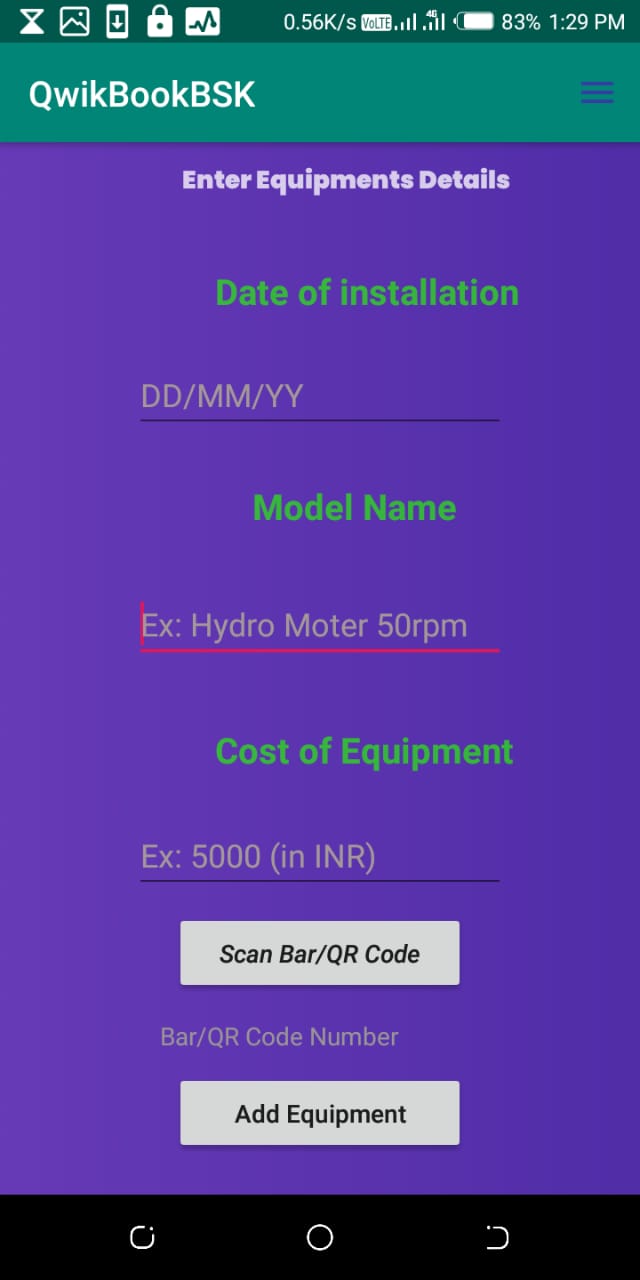 0.56K/s VoLTE 4G 83% 1:29 PM
QwikBookBSK
Enter Equipments Details
Date of installation
DD/MM/YY
Model Name
Ex: Hydro Moter 50rpm
Cost of Equipment
Ex: 5000 (in INR)
Scan Bar/QR Code
Bar/QR Code Number
Add Equipment